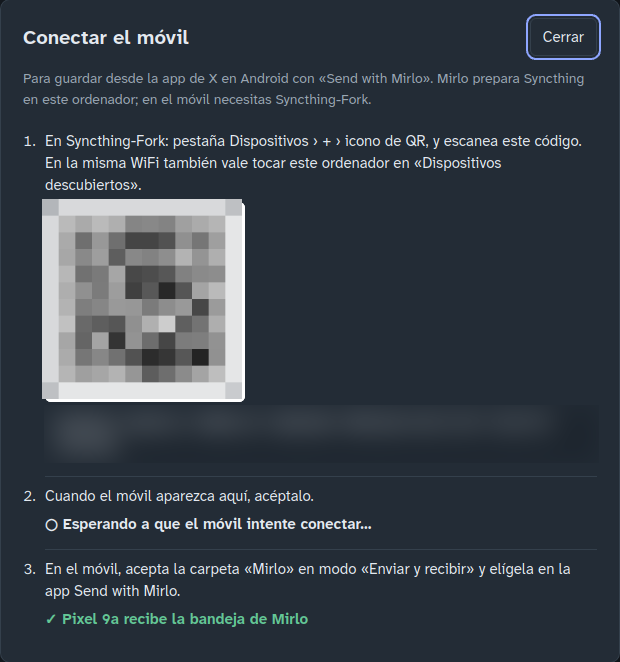 Conectar el móvil
Cerrar
Para guardar desde la app de X en Android con «Send with Mirlo». Mirlo prepara Syncthing
en este ordenador; en el móvil necesitas Syncthing-Fork.
1. En Syncthing-Fork: pestaña Dispositivos › + › icono de QR, y escanea este código.
En la misma WiFi también vale tocar este ordenador en «Dispositivos
descubiertos».
2. Cuando el móvil aparezca aquí, acéptalo.
Esperando a que el móvil intente conectar...
3. En el móvil, acepta la carpeta «Mirlo» en modo «Enviar y recibir» y elígela en la
app Send with Mirlo.
✓ Pixel 9a recibe la bandeja de Mirlo